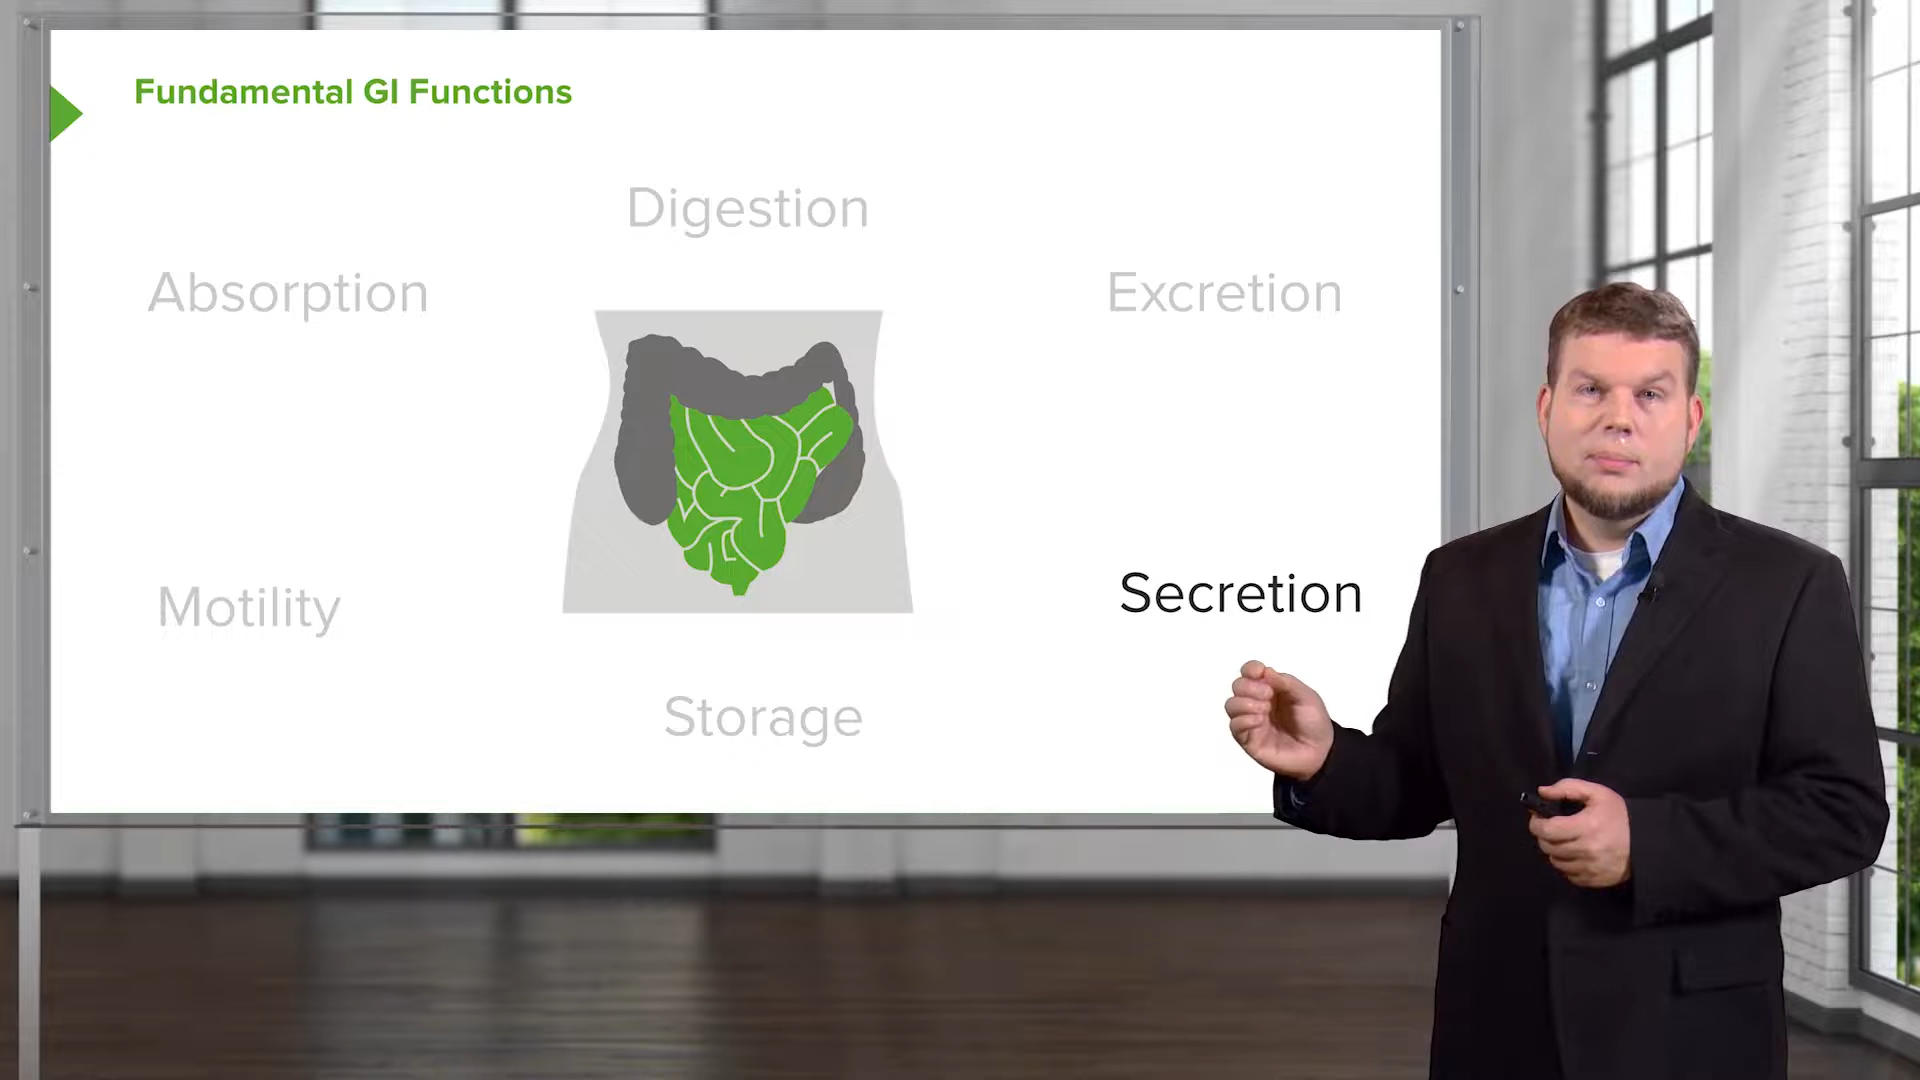 Fundamental GI Functions
Digestion
Absorption
Excretion
Motility
Secretion
Storage